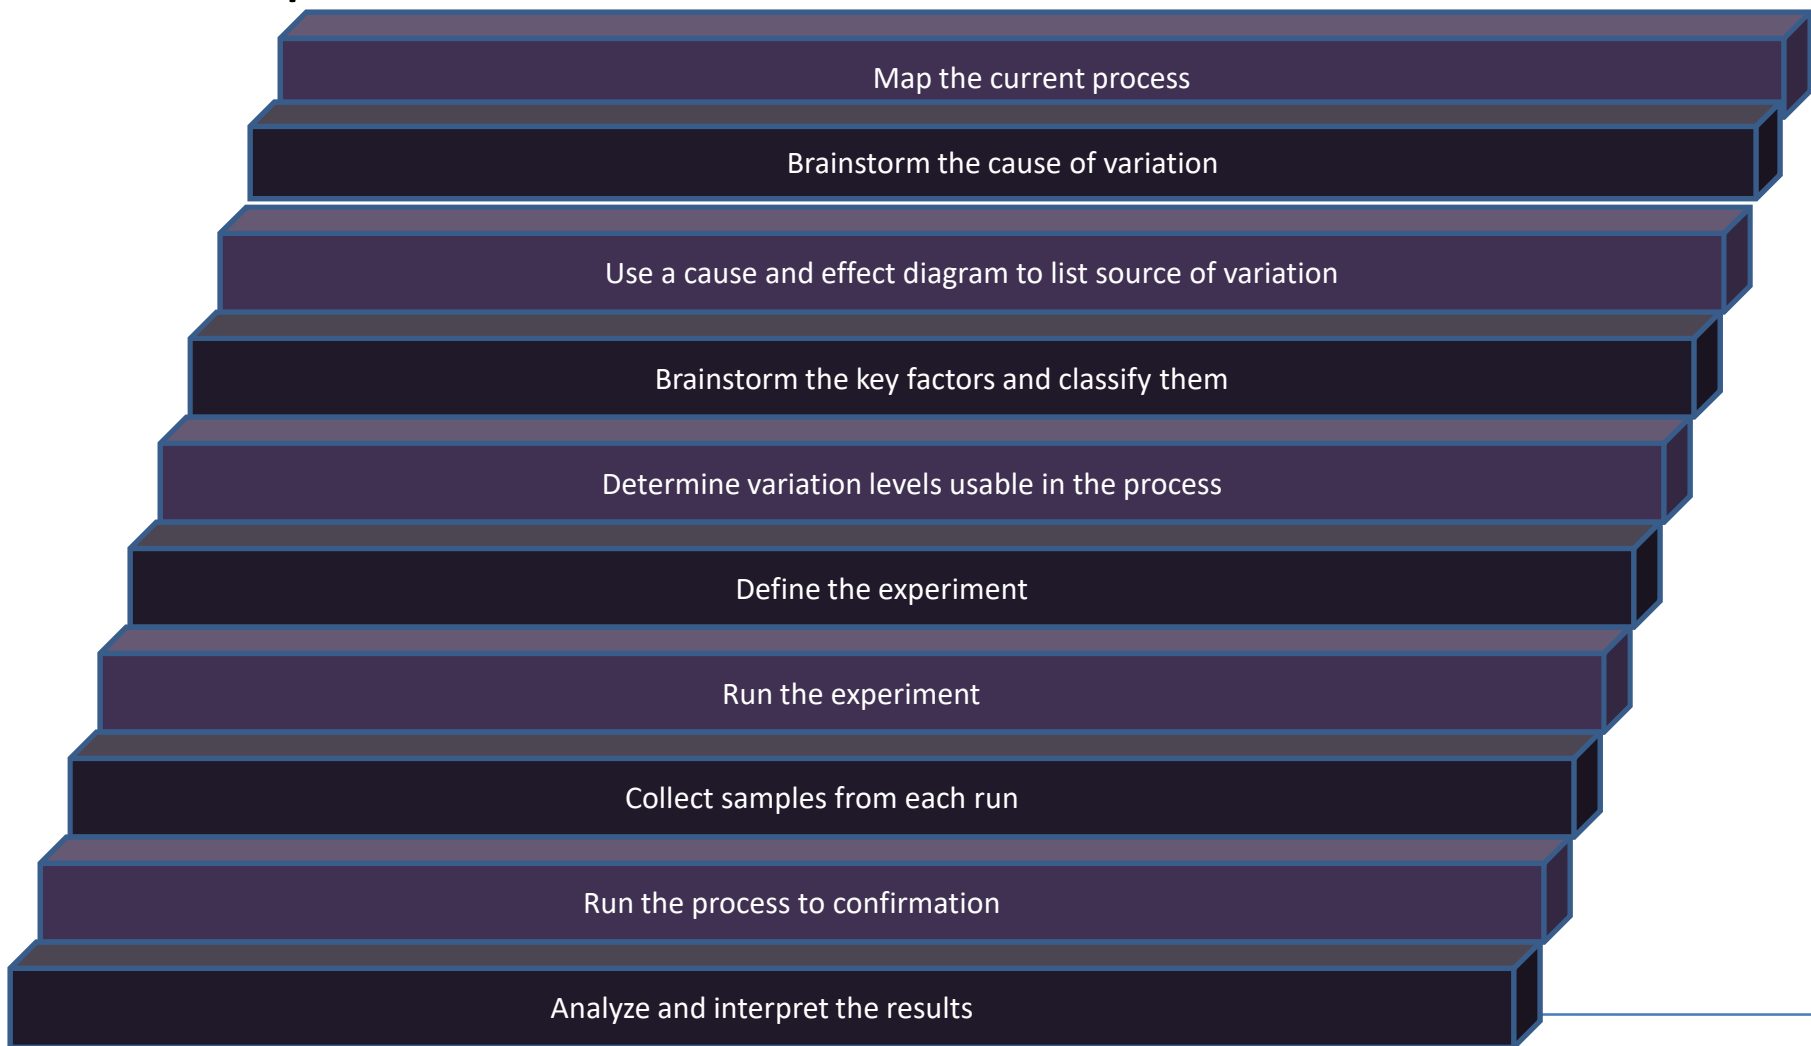 Map the current process
Brainstorm the cause of variation
Use a cause and effect diagram to list source of variation
Brainstorm the key factors and classify them
Determine variation levels usable in the process
Define the experiment
Run the experiment
Collect samples from each run
Run the process to confirmation
Analyze and interpret the results